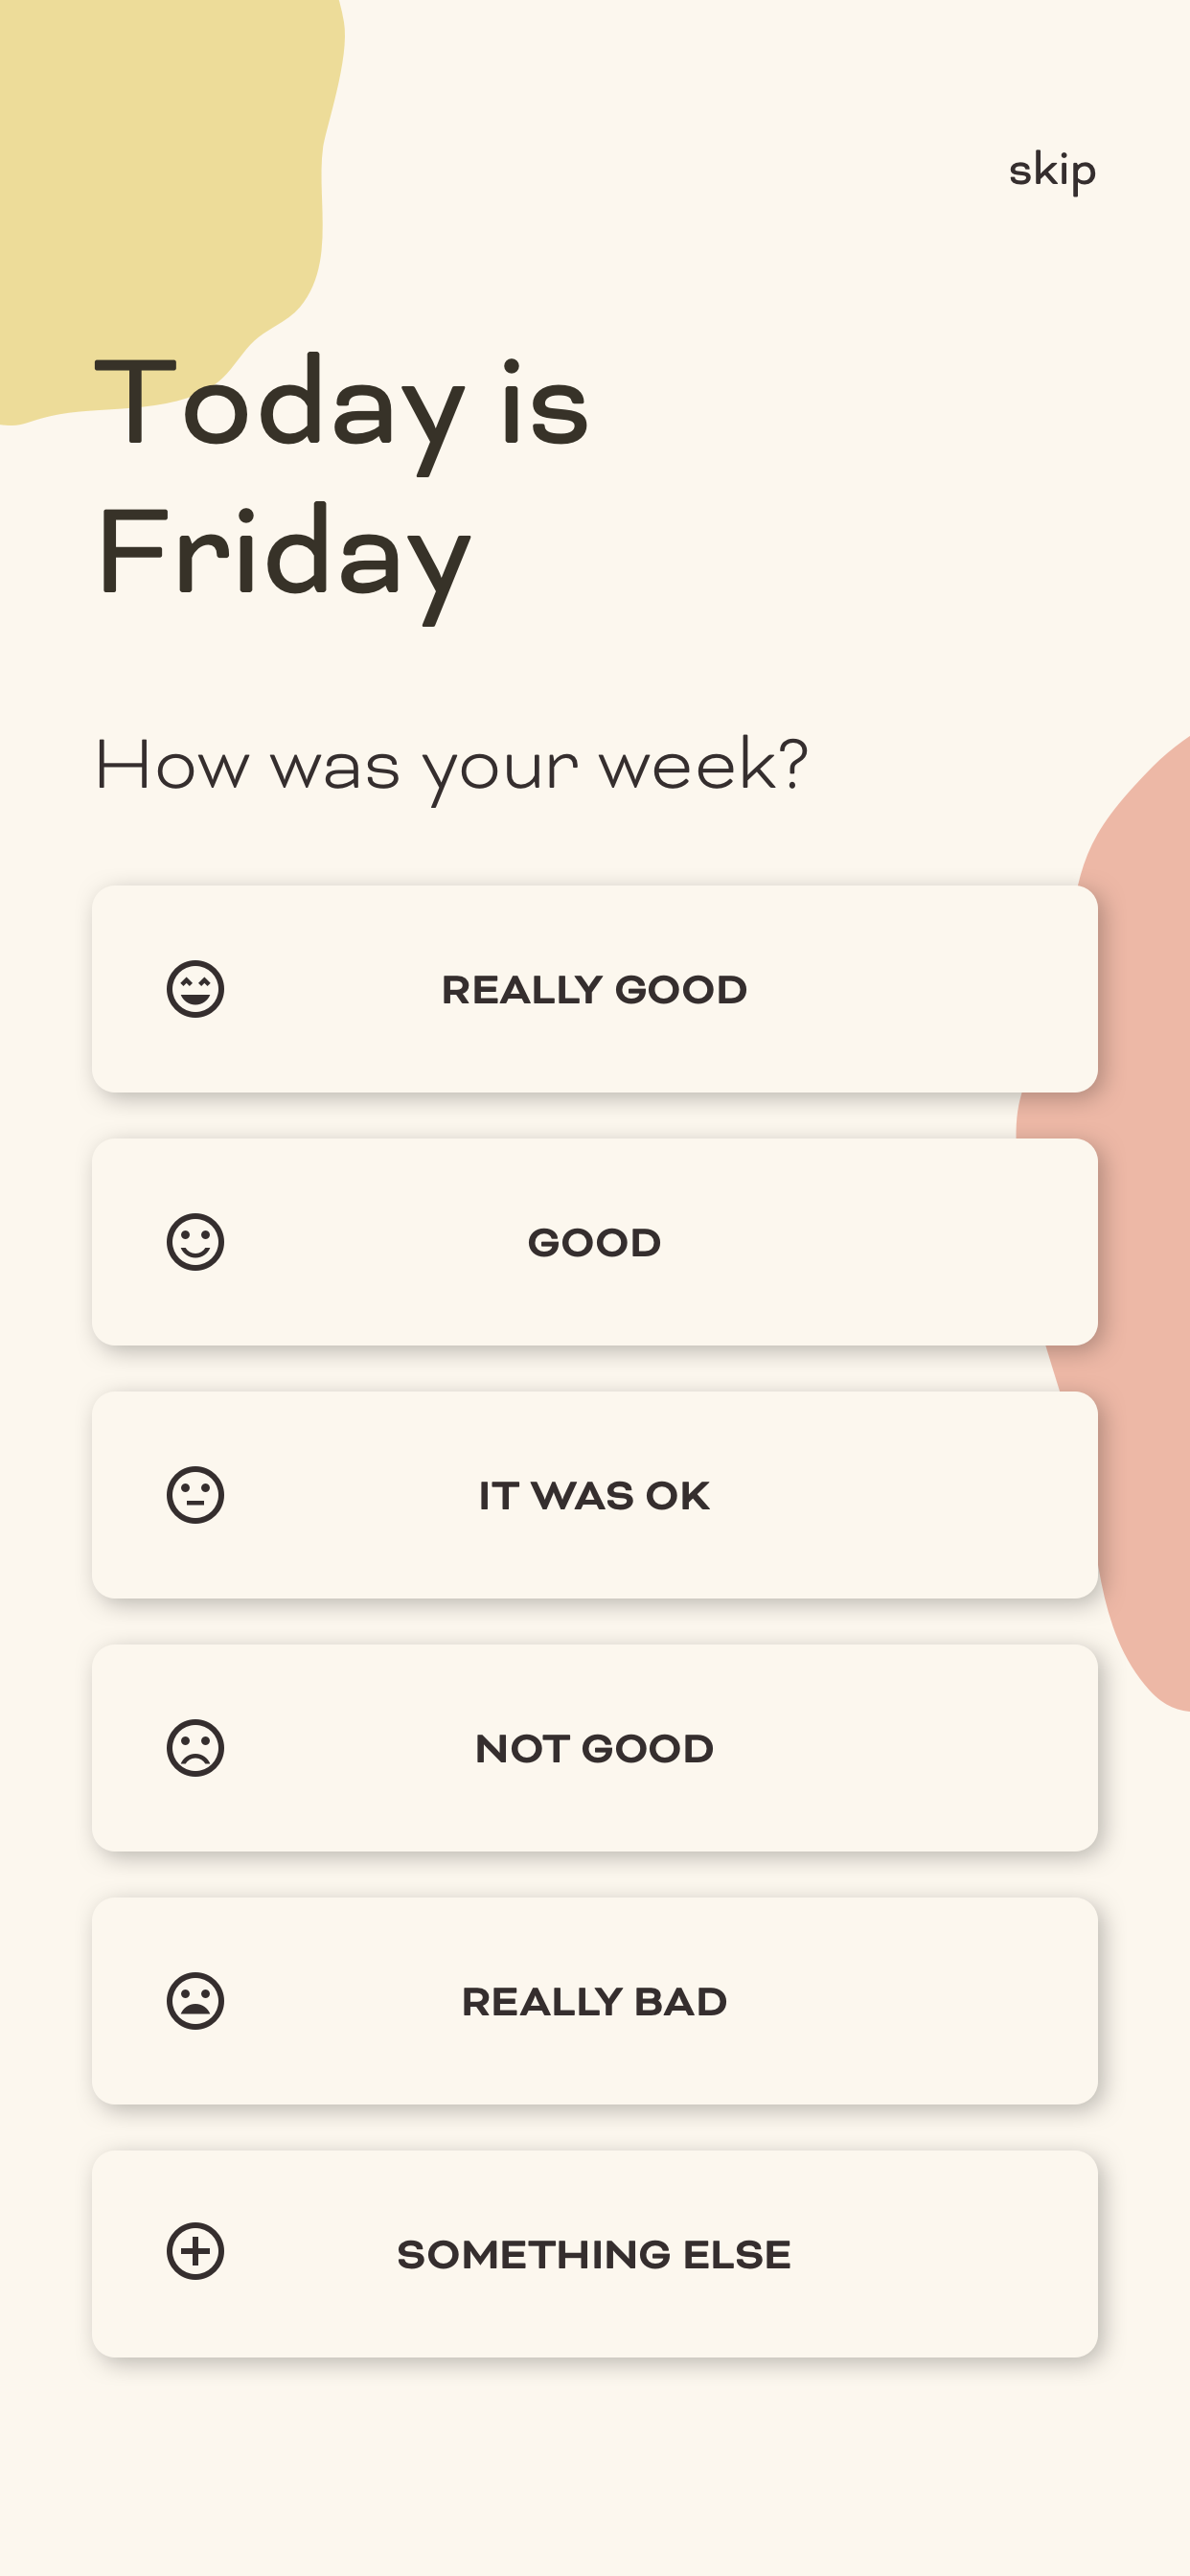 skip
Today is
Friday
How was your week?
REALLY GOOD
GOOD
IT WAS OK
NOT GOOD
REALLY BAD
SOMETHING ELSE